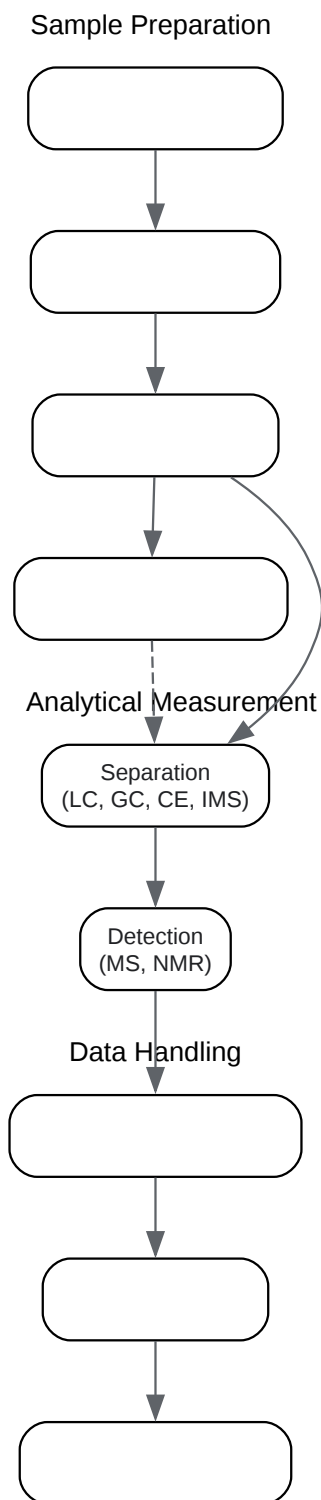 Sample Preparation
Analytical Measurement
Separation
(LC, GC, CE, IMS)
Detection
(MS, NMR)
Data Handling